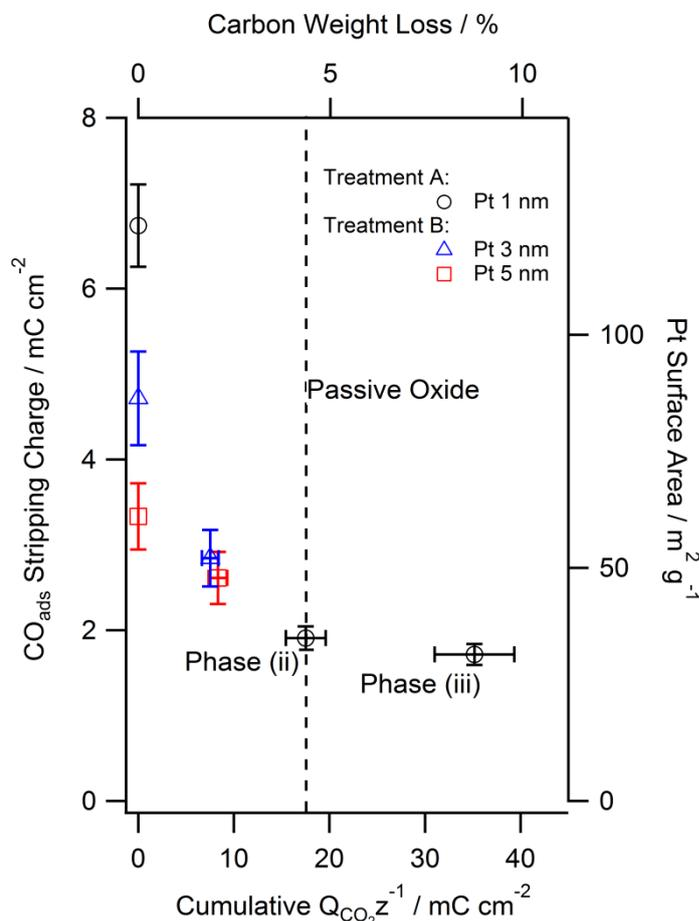 Carbon Weight Loss / %
0 5 10
8
Treatment A:
Pt 1 nm
Treatment B:
Pt 3 nm
Pt 5 nm
6
100
Passive Oxide
4
50
2
Phase (ii)
Phase (iii)
0 0
CO_ads Stripping Charge / mC cm^-2
Pt Surface Area / m^2 g^-1
0 10 20 30 40
Cumulative Q_CO_2 z^-1 / mC cm^-2